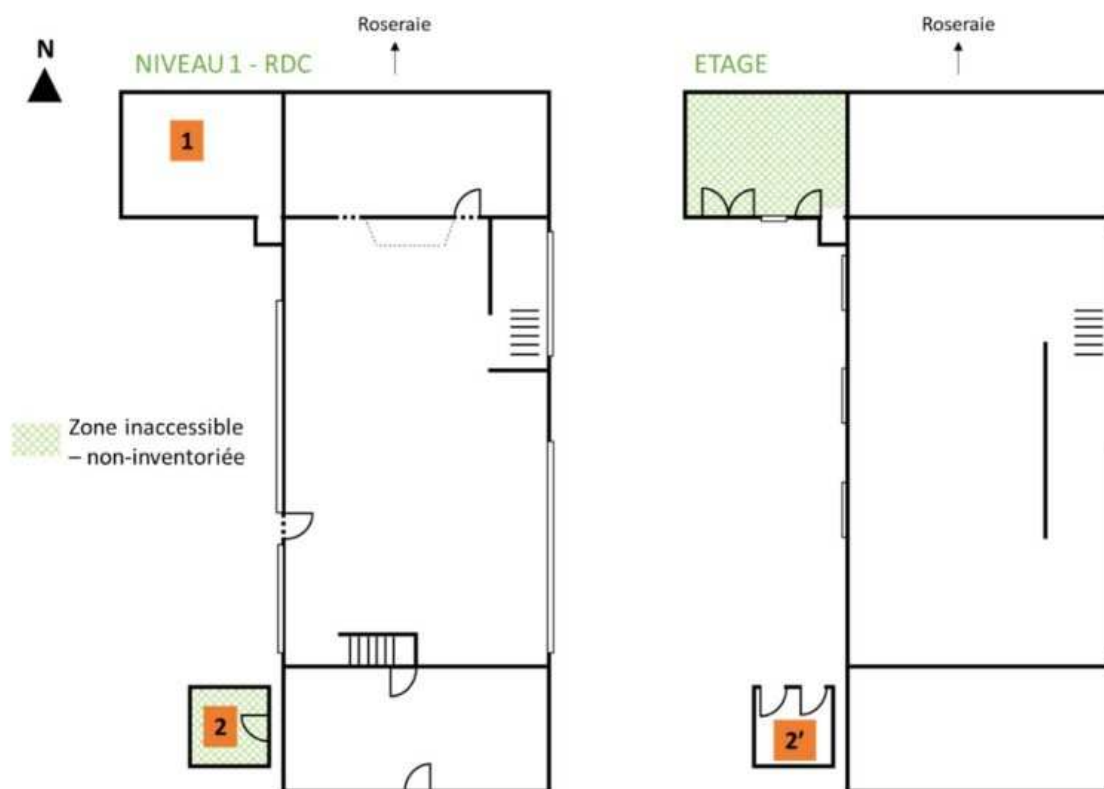 Roseraie
Roseraie
N
NIVEAU 1 - RDC
ETAGE
1
Zone inaccessible
– non-inventoriée
2
2’